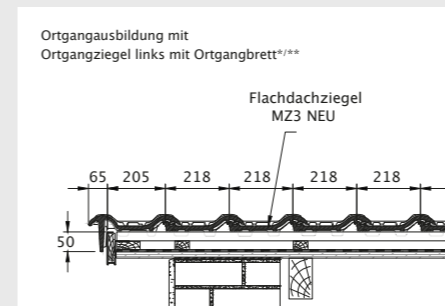 Ortgangausbildung mit
Ortgangziegel links mit Ortgangbrett*/**
Flachdachziegel
MZ3 NEU
65 205 218 218 218 218
50